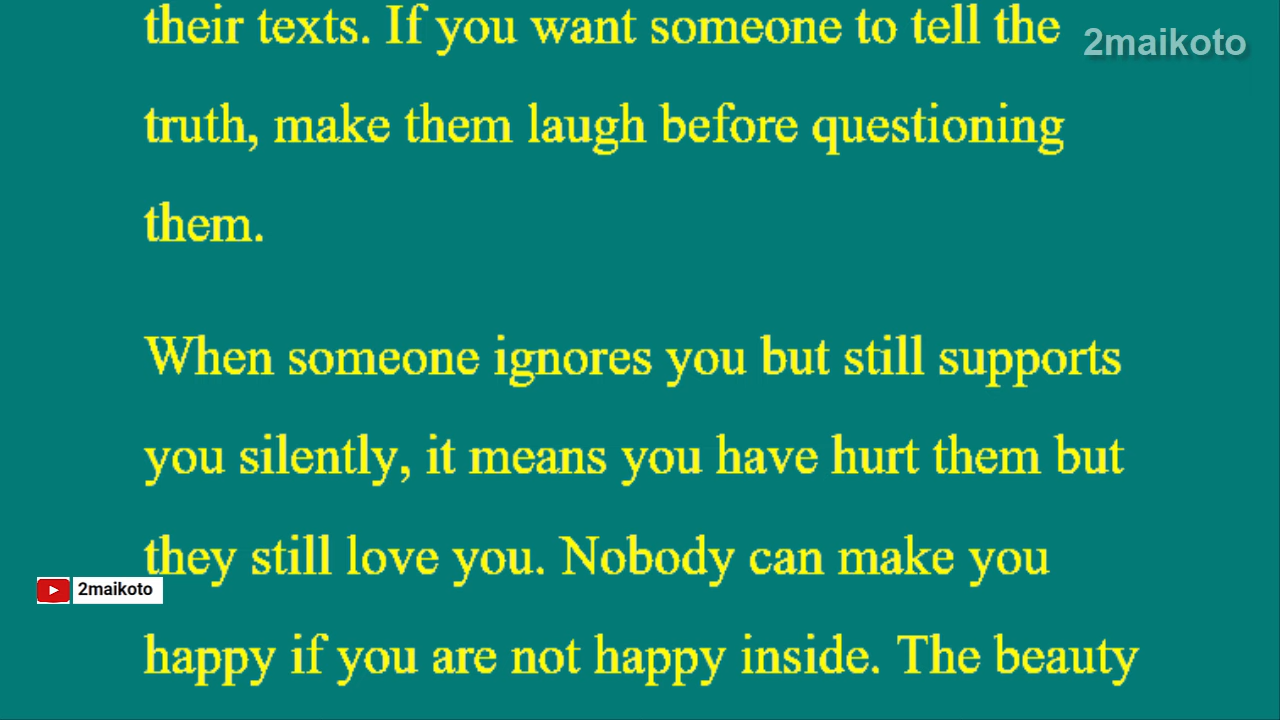 their texts. If you want someone to tell the
2maikoto
truth, make them laugh before questioning
them.
When someone ignores you but still supports
you silently, it means you have hurt them but
they still love you. Nobody can make you
2maikoto
happy if you are not happy inside. The beauty